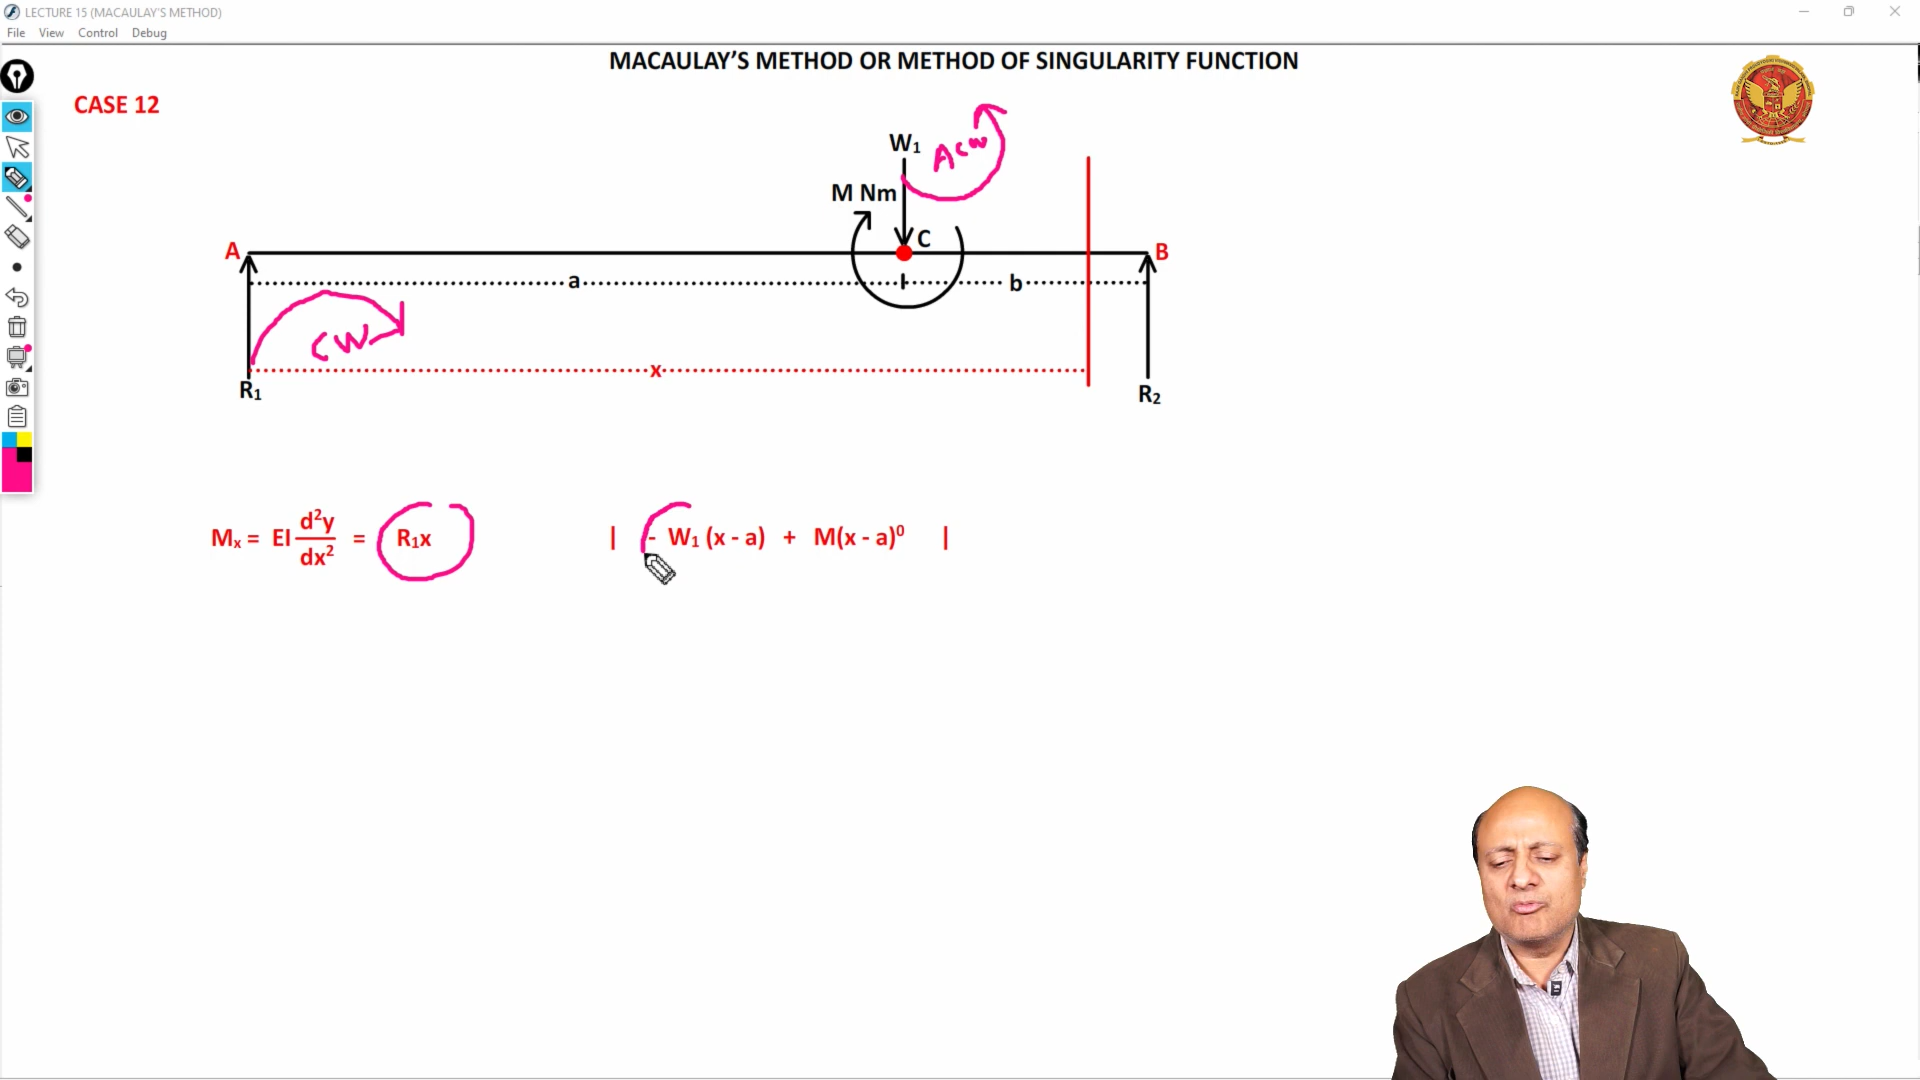 LECTURE 15 (MACAULAY'S METHOD)
File View Control Debug
MACAULAY'S METHOD OR METHOD OF SINGULARITY FUNCTION
CASE 12
W₁
ACW
M Nm
C
A
B
a
b
CW
x
R₁
R₂
Mₓ = EI d²y/dx² = R₁x | - W₁ (x - a) + M(x - a)⁰ |